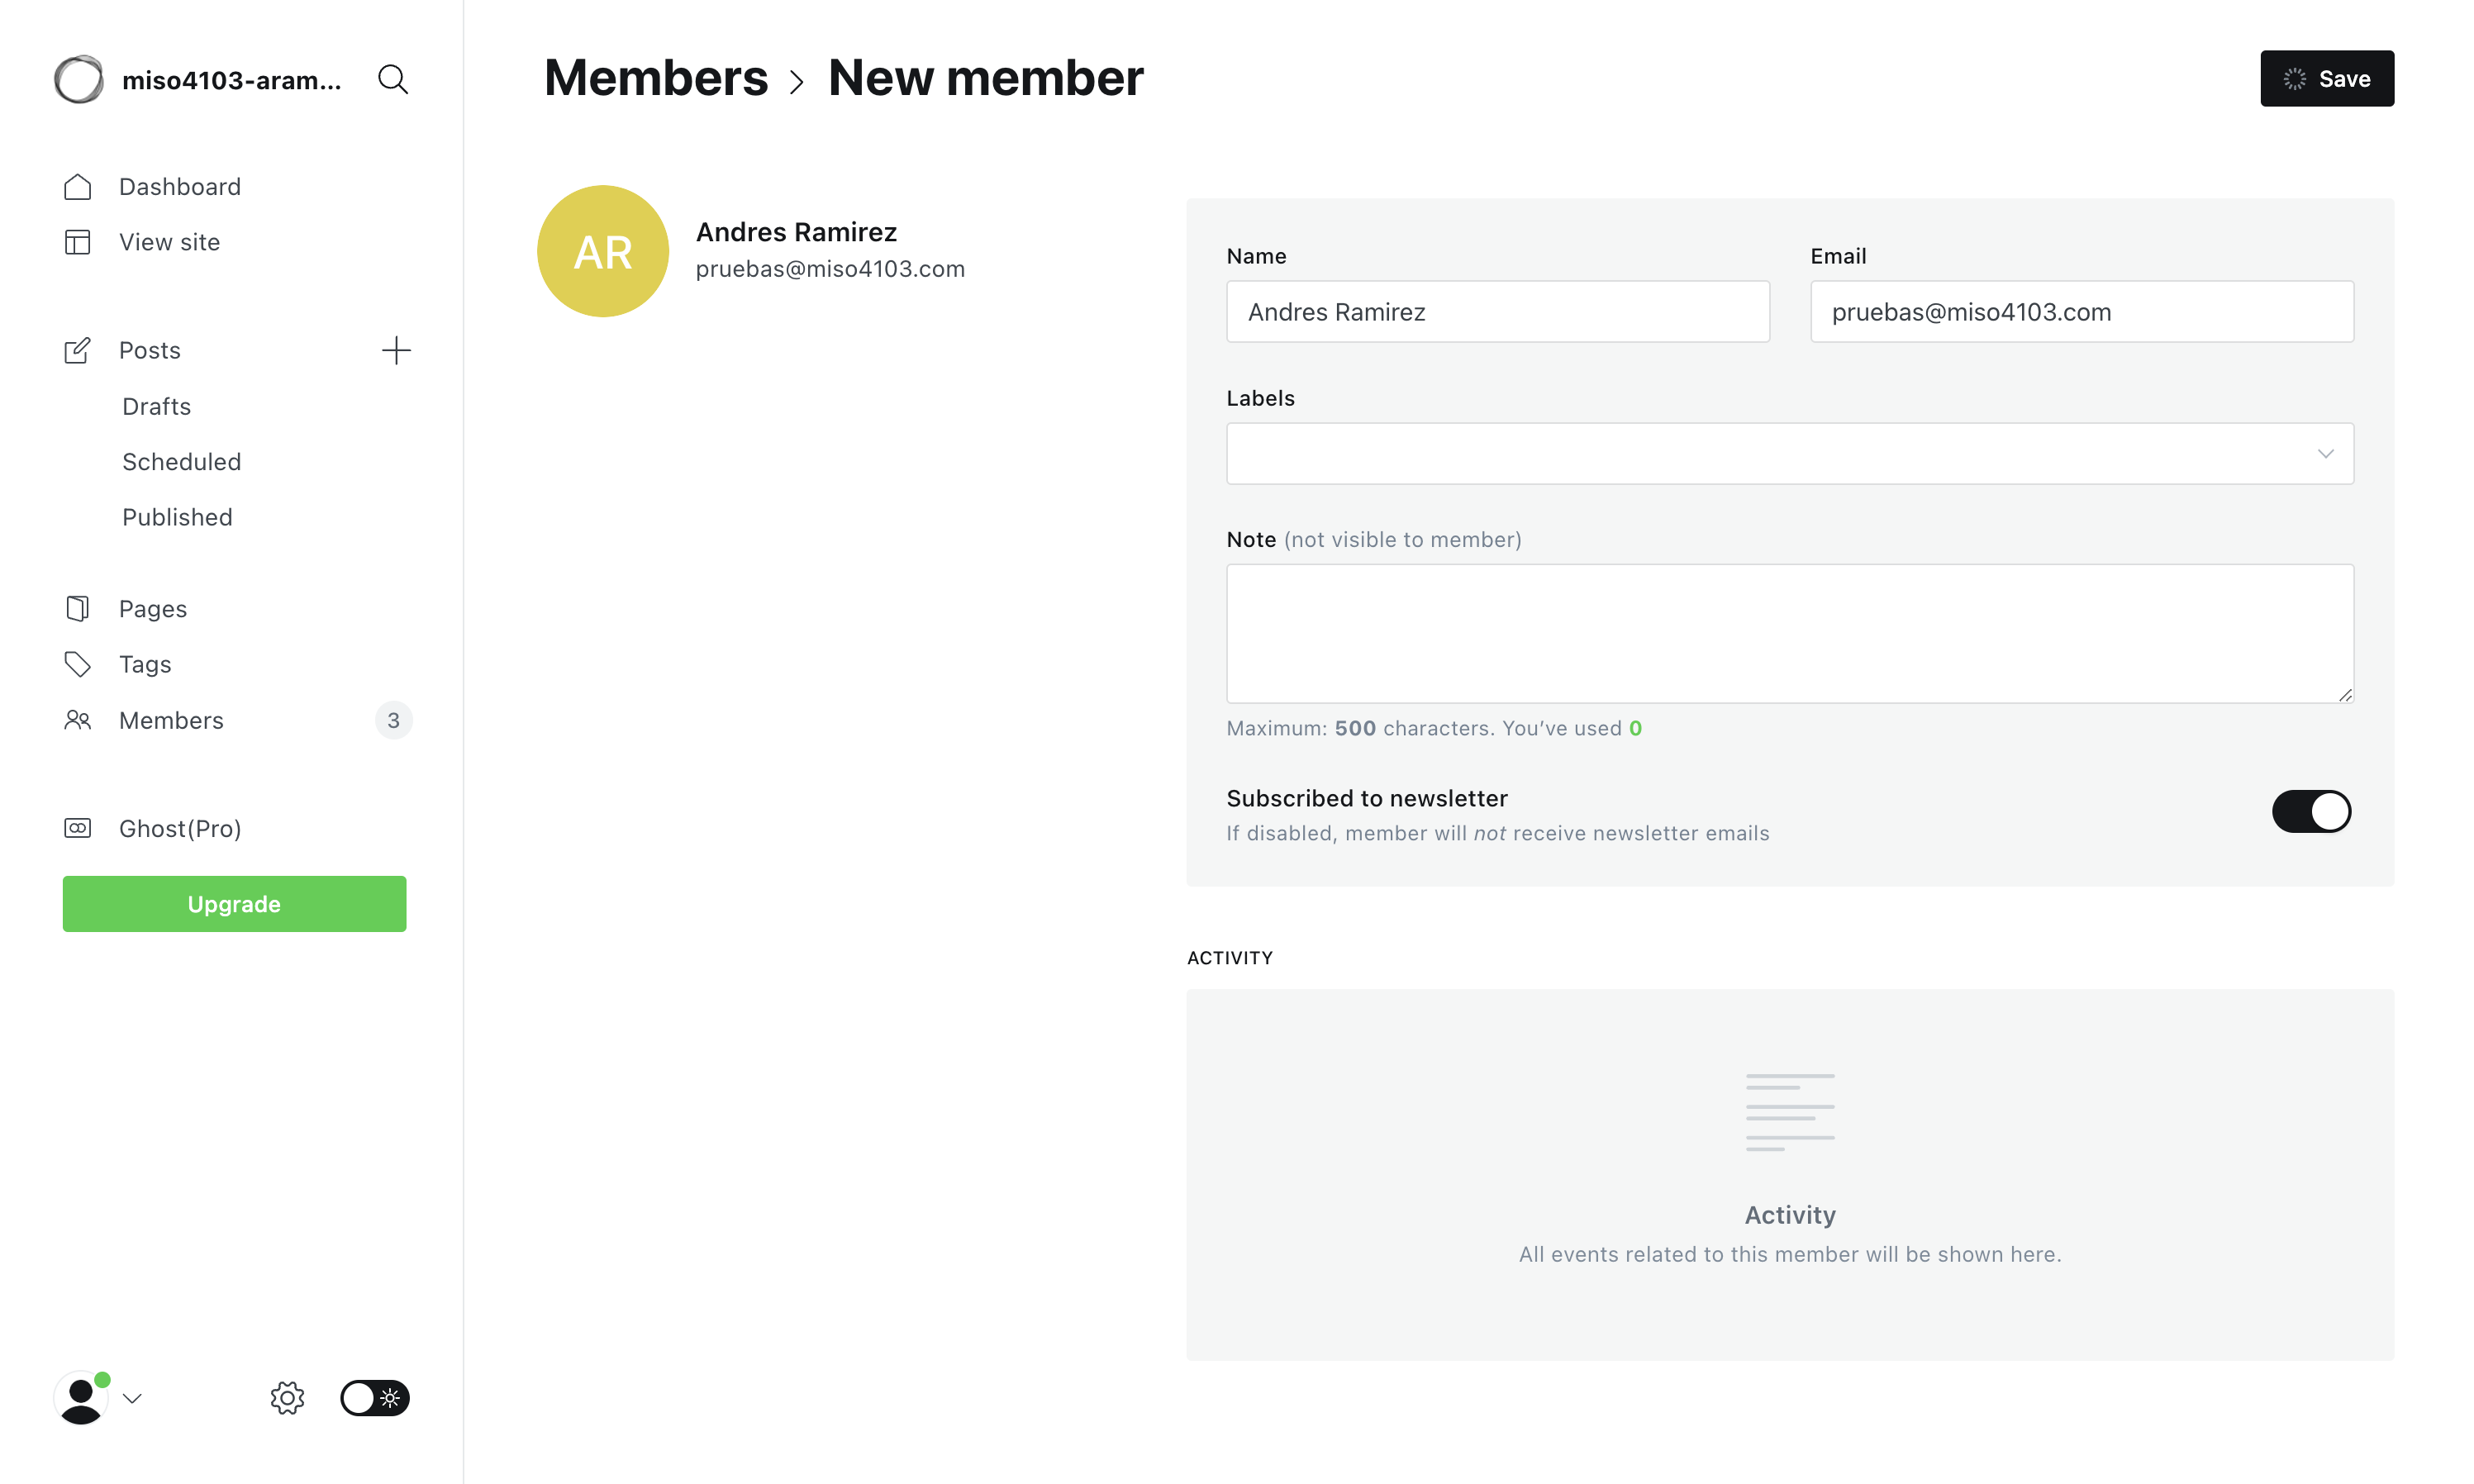 miso4103-aram...
Dashboard
View site
Posts
Drafts
Scheduled
Published
Pages
Tags
Members 3
Ghost(Pro)
Upgrade
Members > New member
Save
AR
Andres Ramirez
pruebas@miso4103.com
Name
Andres Ramirez
Email
pruebas@miso4103.com
Labels
Note (not visible to member)
Maximum: 500 characters. You’ve used 0
Subscribed to newsletter
If disabled, member will not receive newsletter emails
ACTIVITY
Activity
All events related to this member will be shown here.